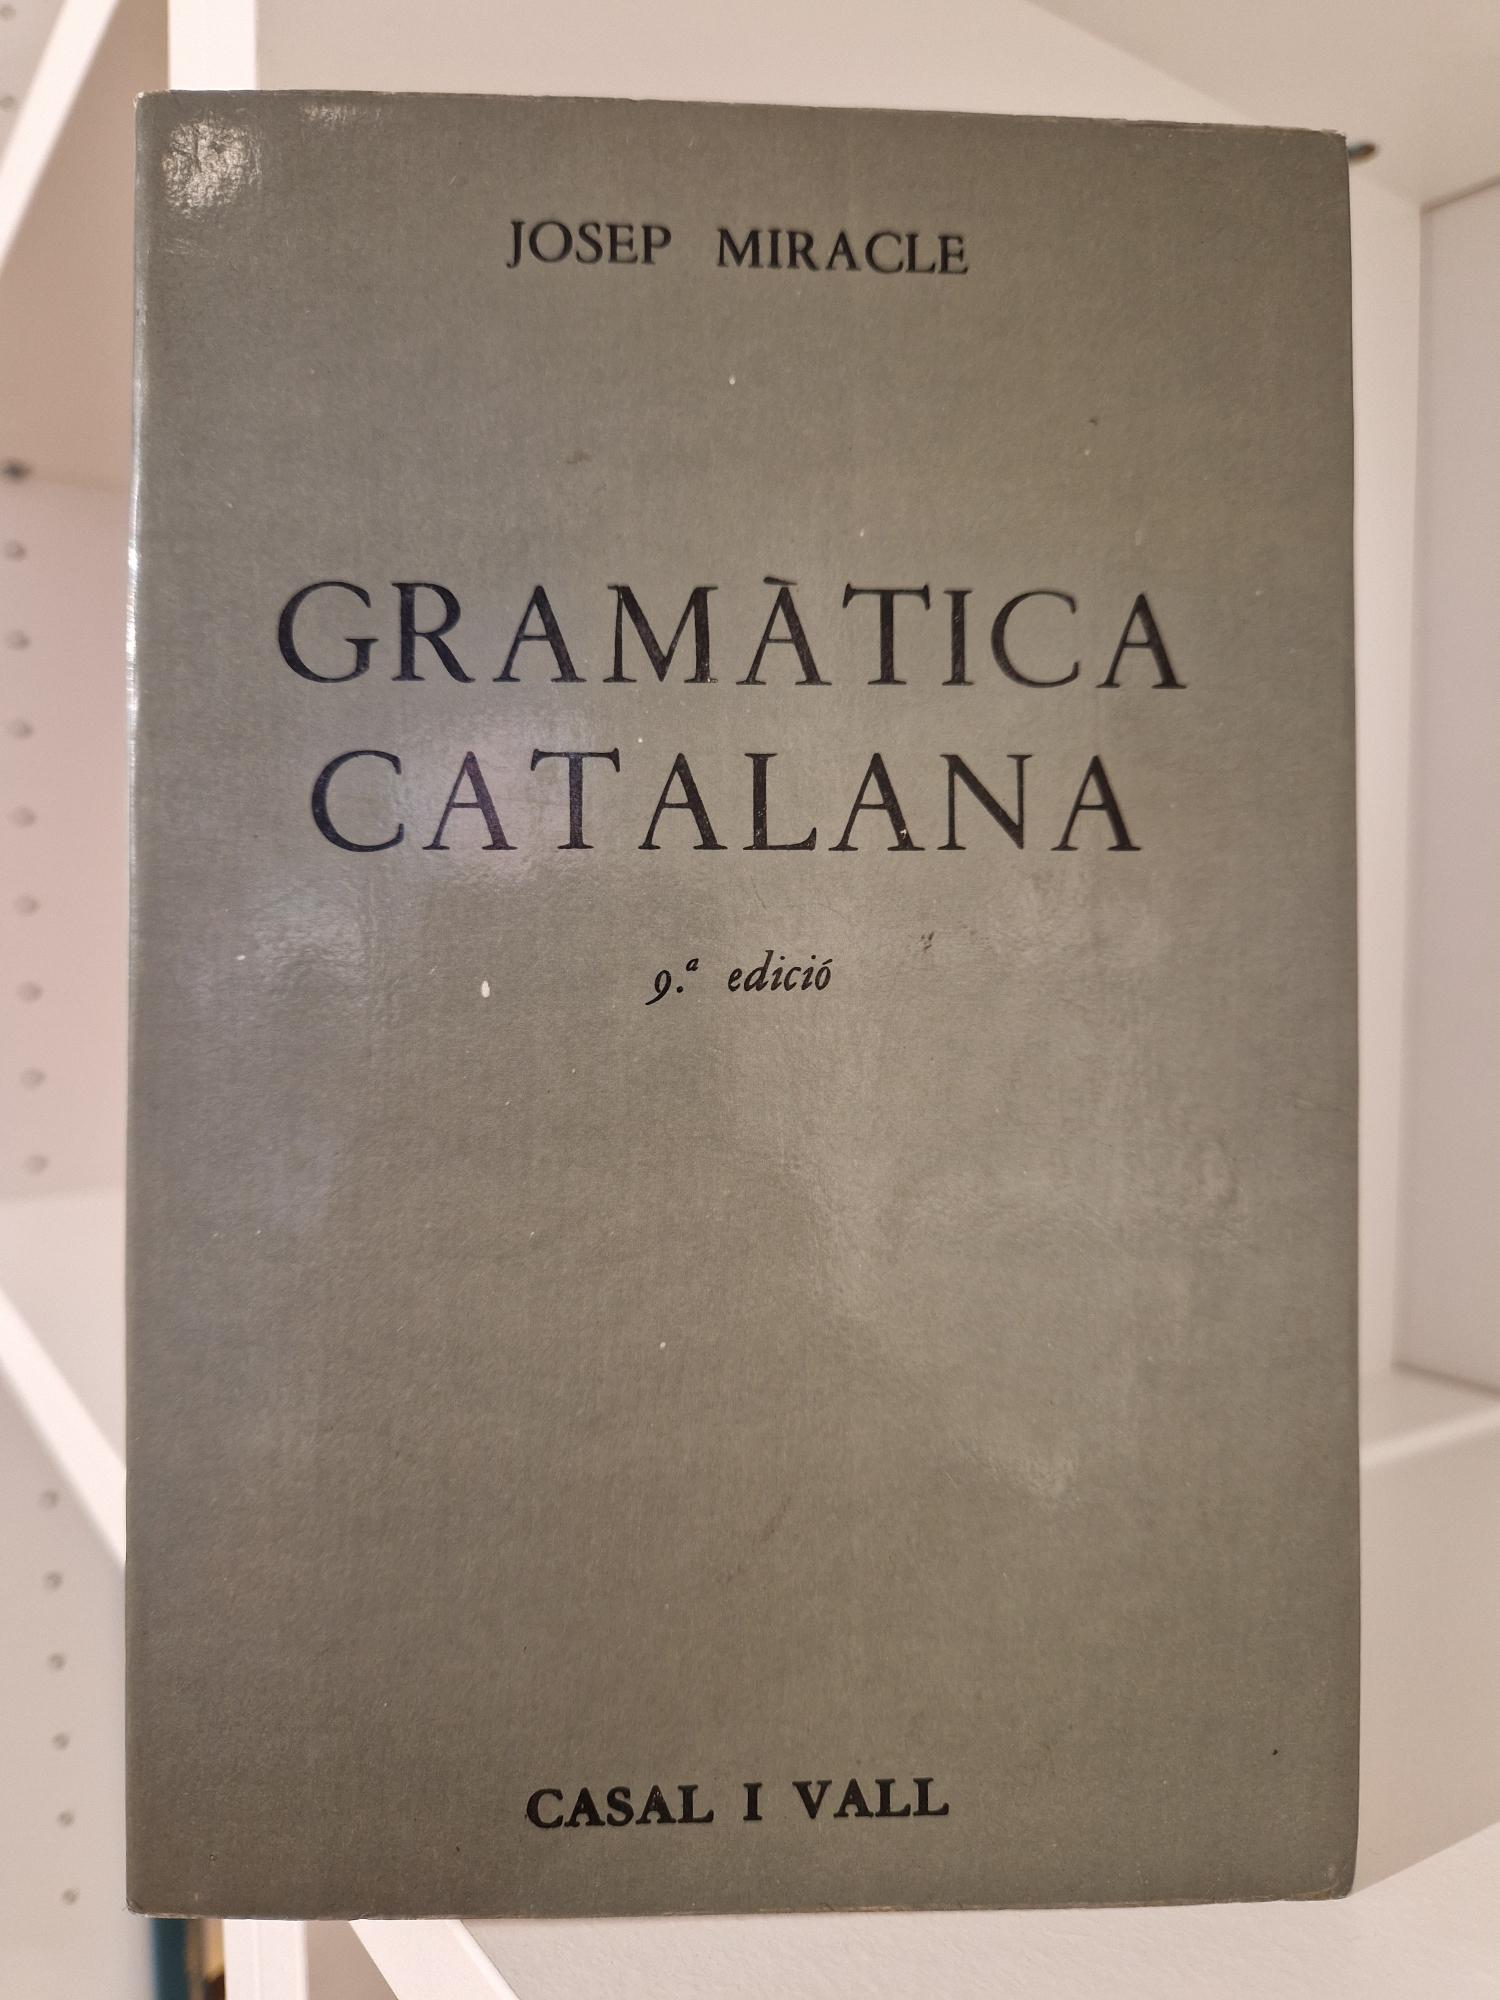 JOSEP MIRACLE
GRAMÀTICA
CATALANA
9.ª edició
CASAL I VALL